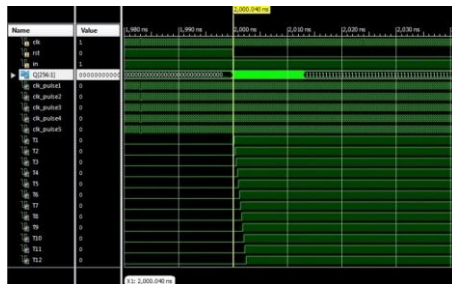 2,000.040 ns
Name Value 1,980 ns 1,990 ns 2,000 ns 2,010 ns 2,020 ns 2,030 ns
clk 1
rst 0
in 1
Q[256:1]
clk_pulse1 0
clk_pulse2 0
clk_pulse3 0
clk_pulse4 0
clk_pulse5 0
T1 0
T2 0
T3 0
T4 0
T5 0
T6 0
T7 0
T8 0
T9 0
T10 0
T11 0
T12 0
X1: 2,000.040 ns